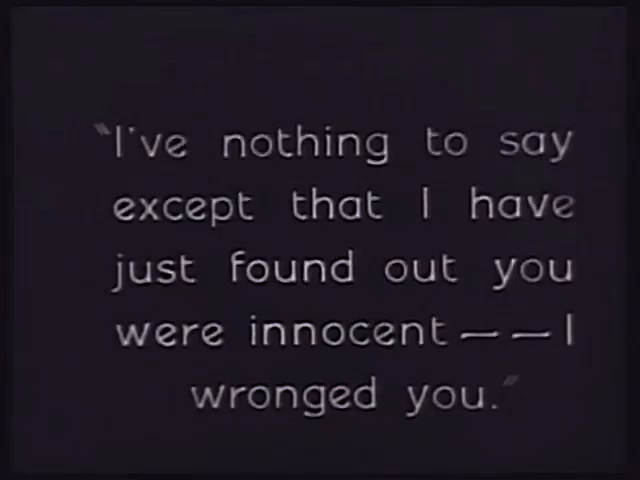 "I've nothing to say
except that I have
just found out you
were innocent — — I
wronged you."